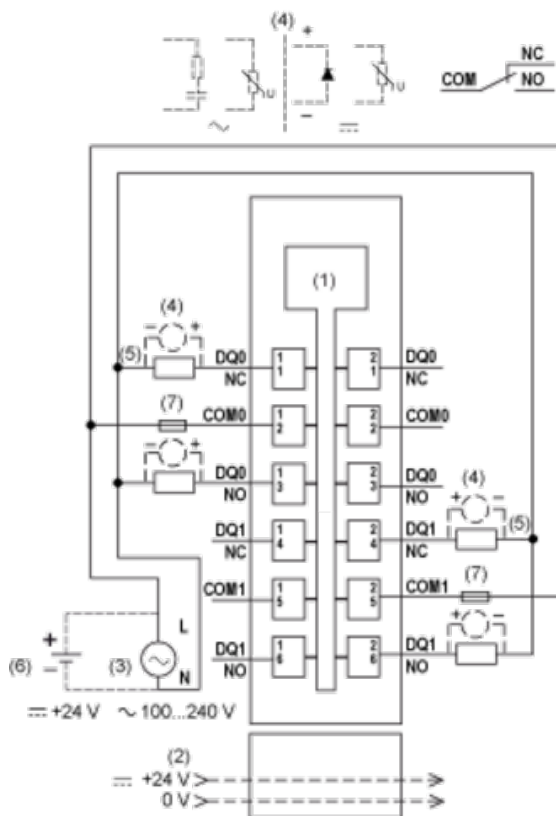 (4)
+
NC
COM
NO
U
U
−
(1)
(4)
− +
(5)
DQ0
1
1
2
1
DQ0
NC
NC
(7)
COM0
1
2
2
2
COM0
− +
DQ0
1
3
2
3
DQ0
NO
NO
(4)
+ −
DQ1
1
4
2
4
DQ1
(5)
NC
NC
(7)
COM1
1
5
2
5
COM1
+ −
DQ1
1
6
2
6
DQ1
NO
NO
+
L
(6)
−
(3)
N
+24 V
~ 100...240 V
(2)
+24 V
0 V